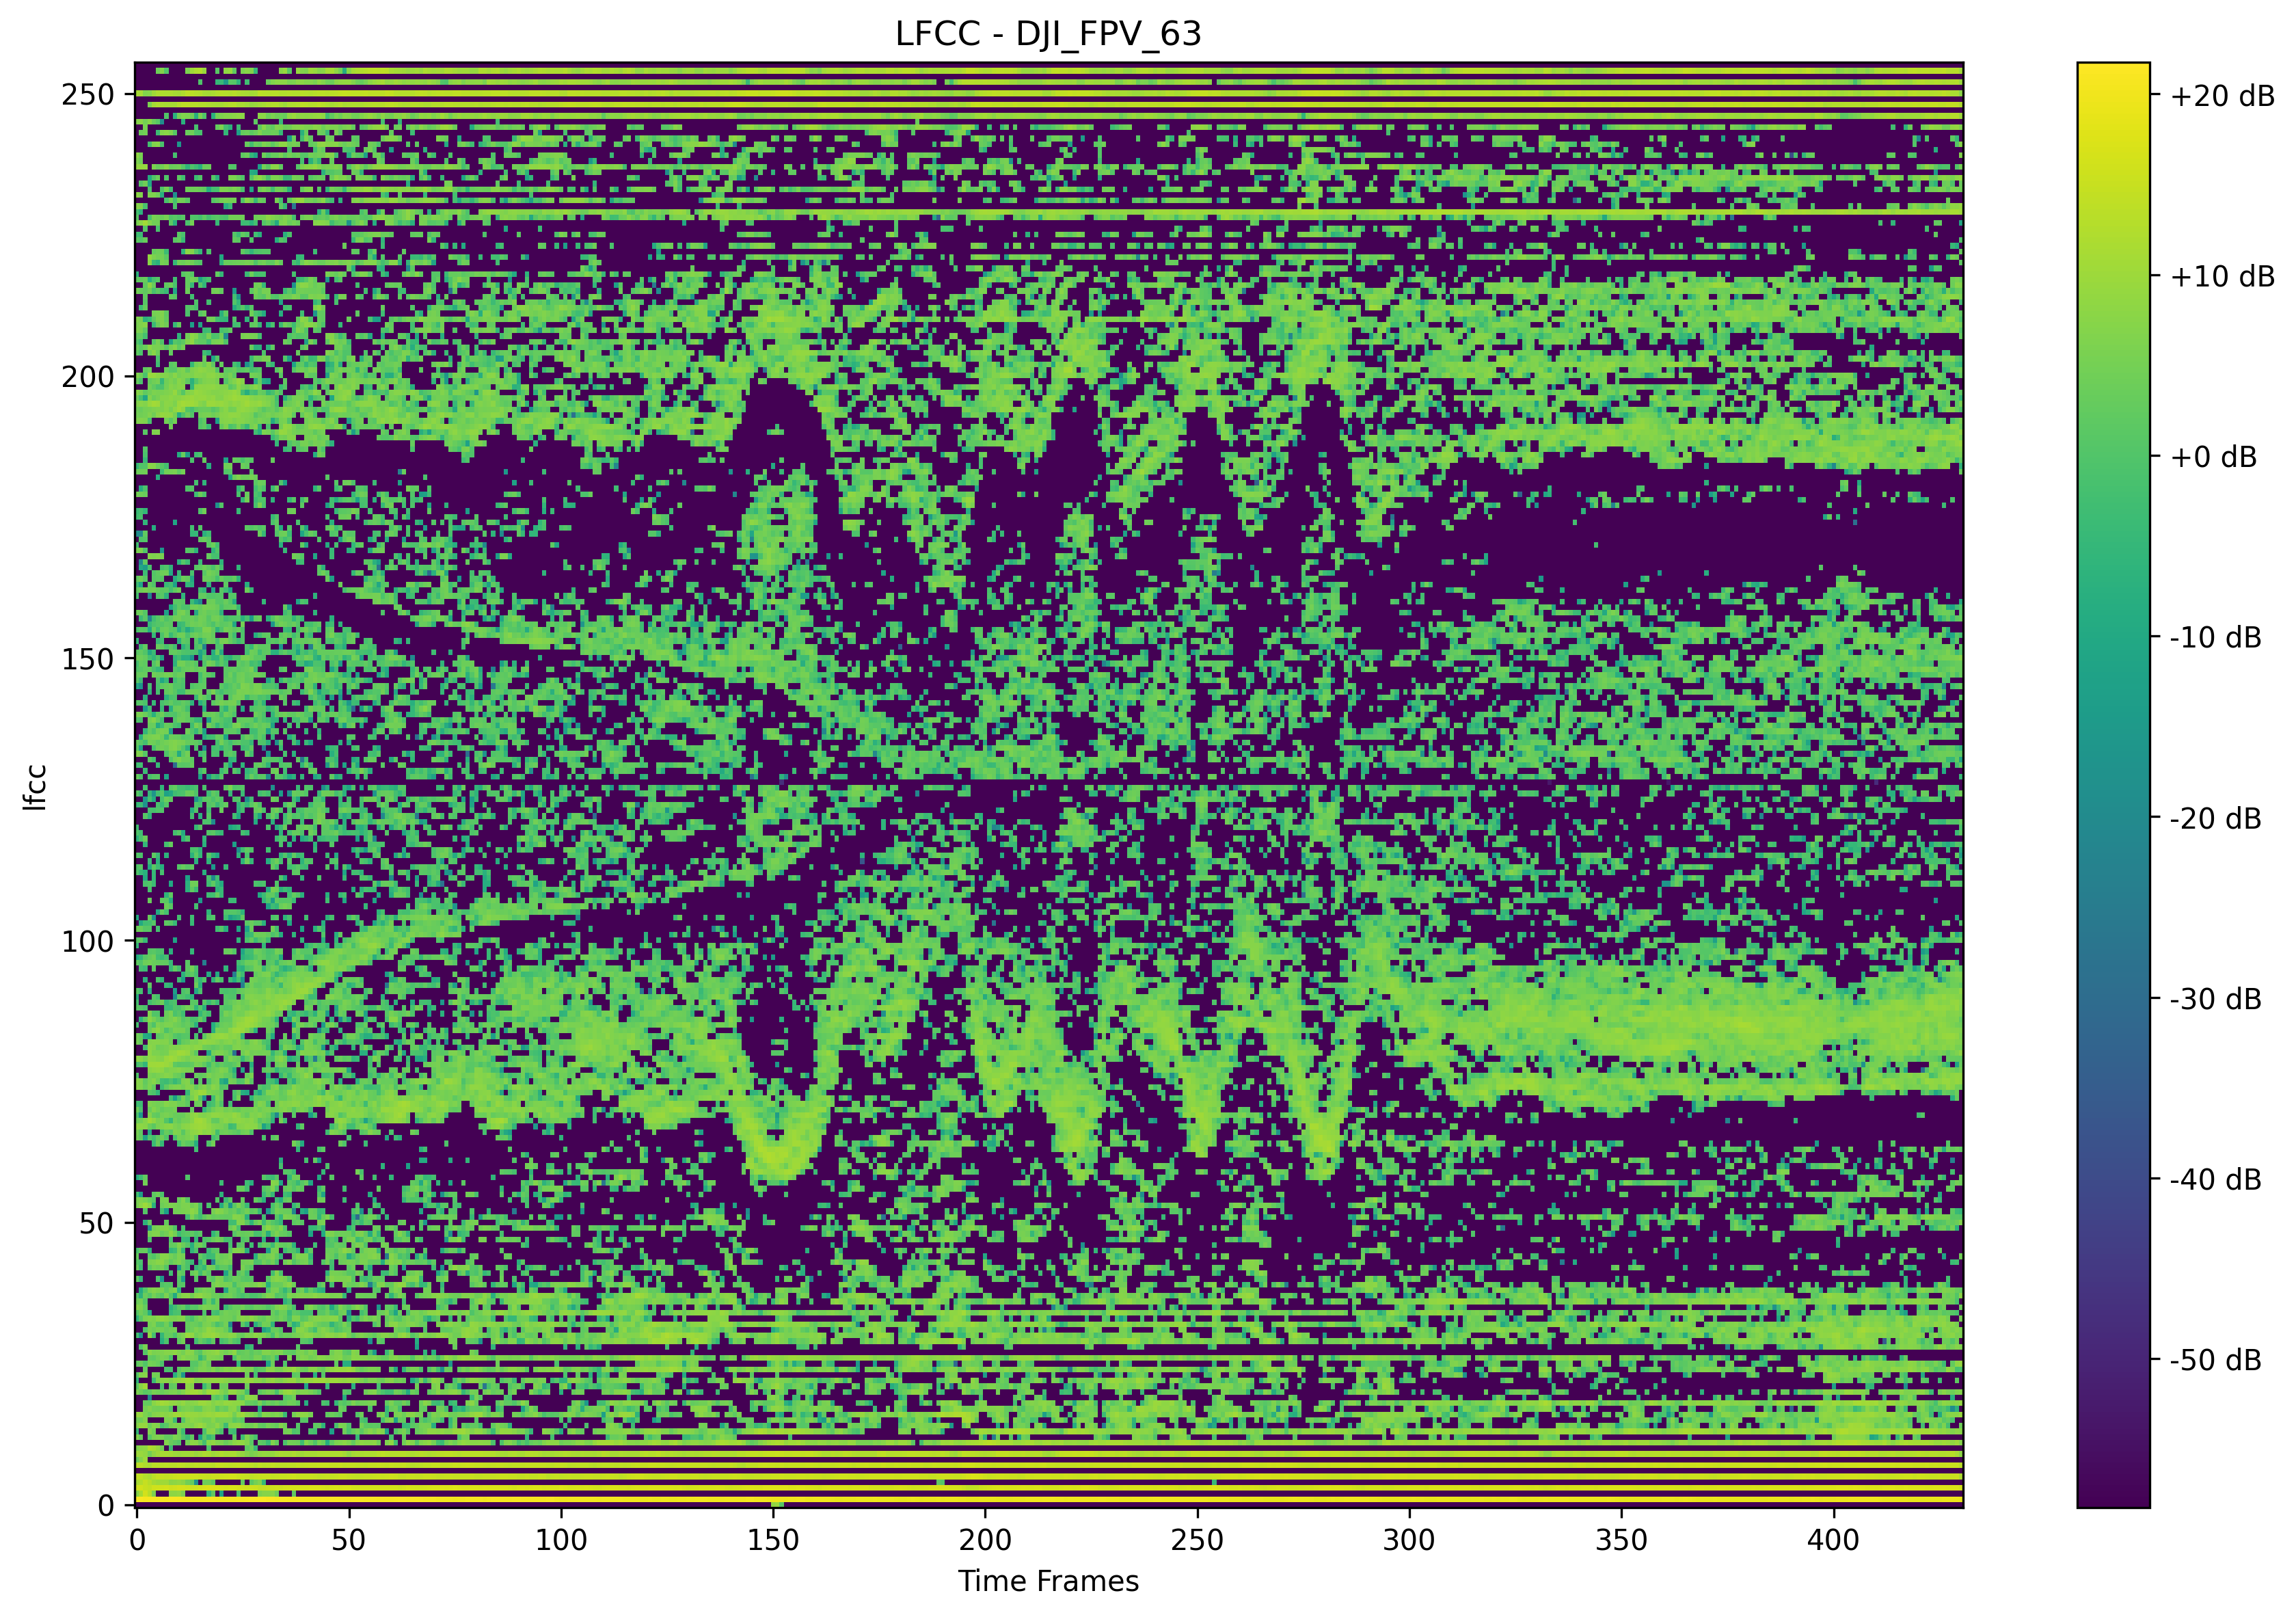 LFCC - DJI_FPV_63
250
200
150
100
50
0
lfcc
0 50 100 150 200 250 300 350 400
Time Frames
+20 dB
+10 dB
+0 dB
-10 dB
-20 dB
-30 dB
-40 dB
-50 dB